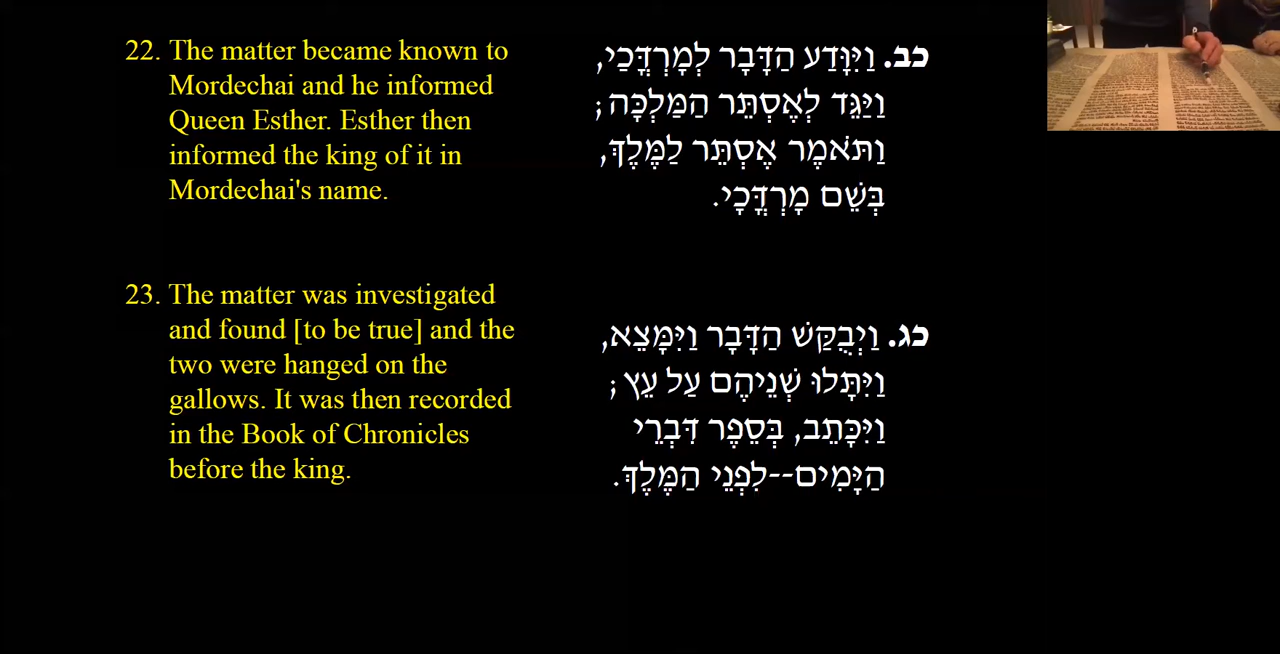 22. The matter became known to
Mordechai and he informed
Queen Esther. Esther then
informed the king of it in
Mordechai's name.
כב. וַיִּוָּדַע הַדָּבָר לְמָרְדֳּכַי,
וַיַּגֵּד לְאֶסְתֵּר הַמַּלְכָּה;
וַתֹּאמֶר אֶסְתֵּר לַמֶּלֶךְ,
בְּשֵׁם מָרְדֳּכָי.
23. The matter was investigated
and found [to be true] and the
two were hanged on the
gallows. It was then recorded
in the Book of Chronicles
before the king.
כג. וַיְבֻקַּשׁ הַדָּבָר וַיִּמָּצֵא,
וַיִּתָּלוּ שְׁנֵיהֶם עַל עֵץ;
וַיִּכָּתֵב, בְּסֵפֶר דִּבְרֵי
הַיָּמִים--לִפְנֵי הַמֶּלֶךְ.